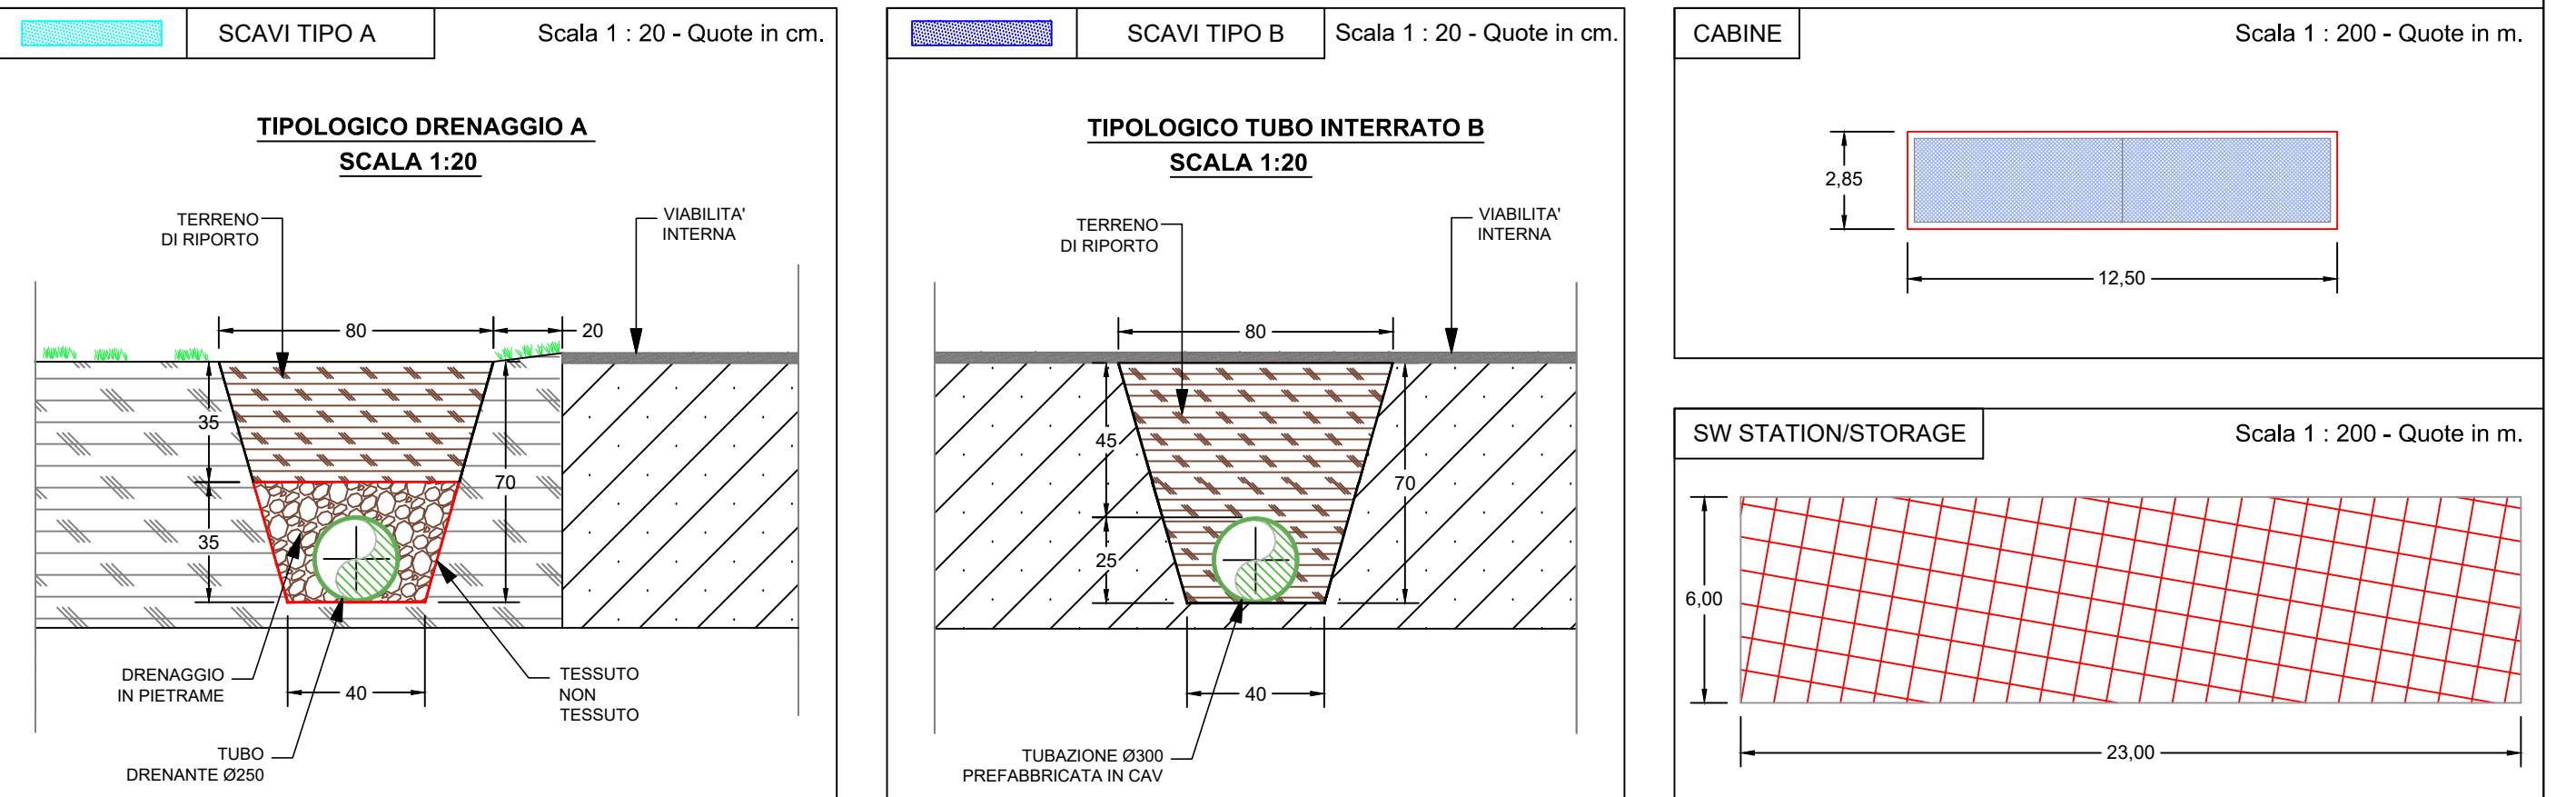 SCAVI TIPO A
Scala 1 : 20 - Quote in cm.
TIPOLOGICO DRENAGGIO A
SCALA 1:20
TERRENO
DI RIPORTO
VIABILITA'
INTERNA
80
20
35
70
35
40
DRENAGGIO
IN PIETRAME
TESSUTO
NON
TESSUTO
TUBO
DRENANTE Ø250
SCAVI TIPO B
Scala 1 : 20 - Quote in cm.
TIPOLOGICO TUBO INTERRATO B
SCALA 1:20
TERRENO
DI RIPORTO
VIABILITA'
INTERNA
80
45
70
25
40
TUBAZIONE Ø300
PREFABBRICATA IN CAV
CABINE
Scala 1 : 200 - Quote in m.
2,85
12,50
SW STATION/STORAGE
Scala 1 : 200 - Quote in m.
6,00
23,00